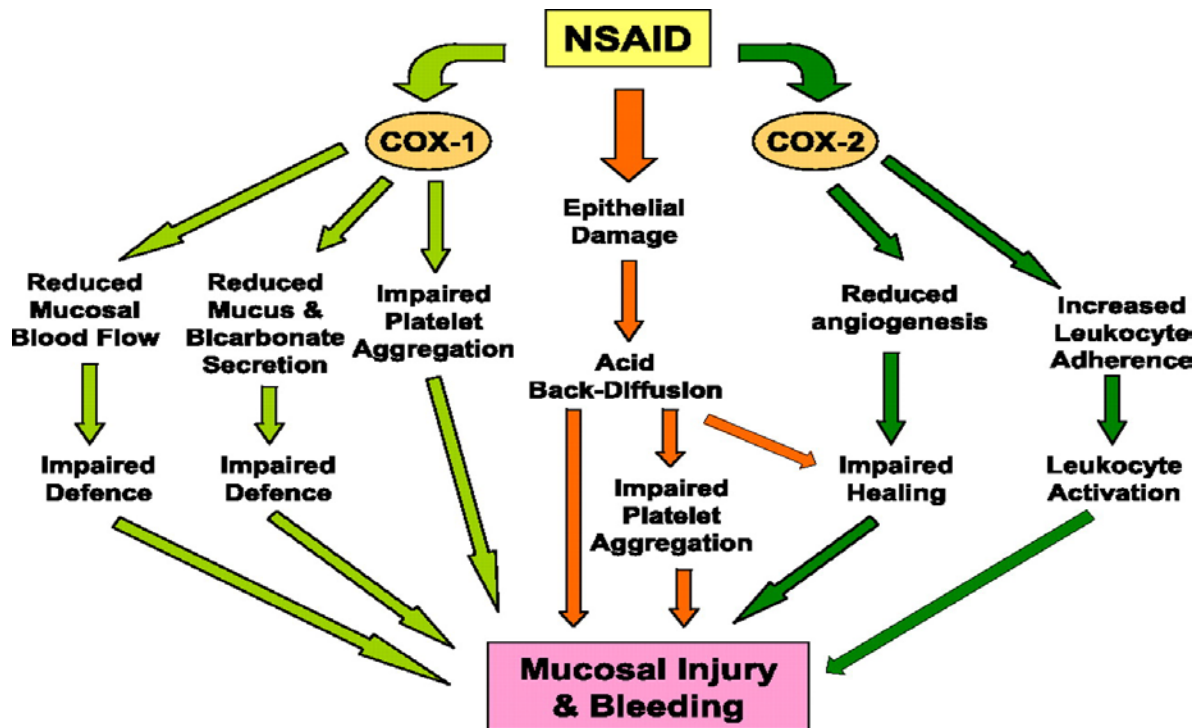 NSAID
COX-1
COX-2
Epithelial
Damage
Reduced
Mucosal
Blood Flow
Reduced
Mucus &
BIcarbonate
Secretion
Impaired
Platelet
Aggregation
Reduced
angiogenesis
Increased
Leukocyte
Adherence
Acid
Back-Diffusion
Impaired
Defence
Impaired
Defence
Impaired
Platelet
Aggregation
Impaired
Healing
Leukocyte
Activation
Mucosal Injury
& Bleeding